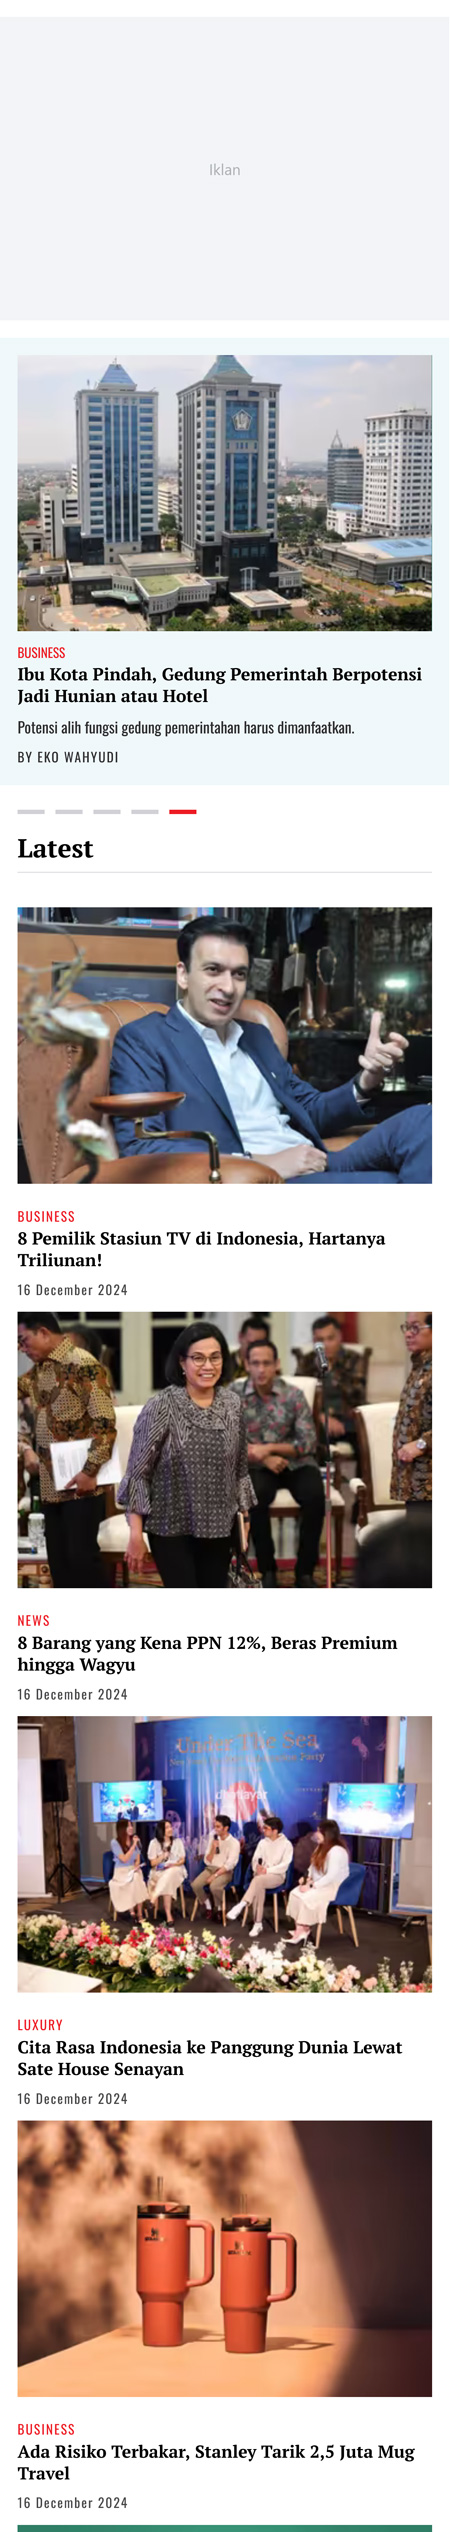 Iklan
BUSINESS
Ibu Kota Pindah, Gedung Pemerintah Berpotensi
Jadi Hunian atau Hotel
Potensi alih fungsi gedung pemerintahan harus dimanfaatkan.
BY EKO WAHYUDI
Latest
BUSINESS
8 Pemilik Stasiun TV di Indonesia, Hartanya
Triliunan!
16 December 2024
NEWS
8 Barang yang Kena PPN 12%, Beras Premium
hingga Wagyu
16 December 2024
Under The Sea
LUXURY
Cita Rasa Indonesia ke Panggung Dunia Lewat
Sate House Senayan
16 December 2024
BUSINESS
Ada Risiko Terbakar, Stanley Tarik 2,5 Juta Mug
Travel
16 December 2024